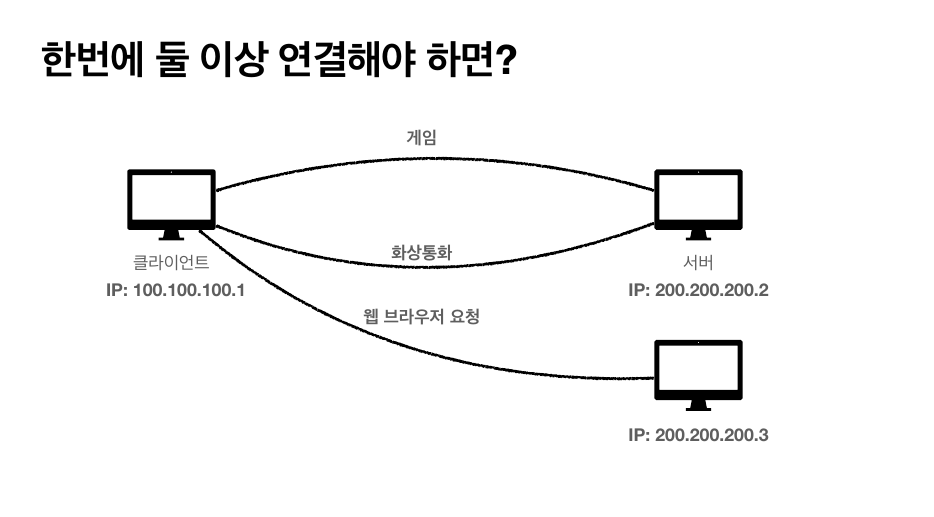 한번에 둘 이상 연결해야 하면?
게임
클라이언트
IP: 100.100.100.1
화상통화
서버
IP: 200.200.200.2
웹 브라우저 요청
IP: 200.200.200.3